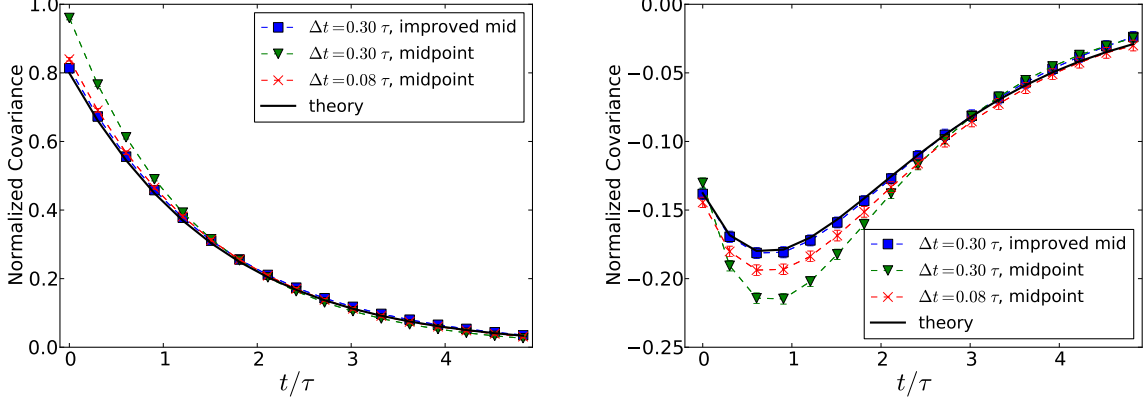 1.0
0.8
0.6
0.4
0.2
0.0
Normalized Covariance
Δt=0.30 τ, improved mid
Δt=0.30 τ, midpoint
Δt=0.08 τ, midpoint
theory
0 1 2 3 4
t/τ
−0.00
−0.05
−0.10
−0.15
−0.20
−0.25
Normalized Covariance
Δt=0.30 τ, improved mid
Δt=0.30 τ, midpoint
Δt=0.08 τ, midpoint
theory
0 1 2 3 4
t/τ